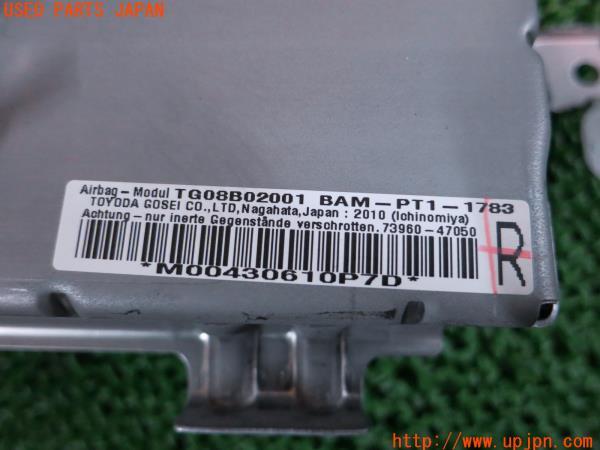 USED PARTS JAPAN
Airbag-Modul TG08B02001 BAM-PT1-1783
TOYODA GOSEI CO.,LTD,Nagahata,Japan : 2010 (Ichinomiya)
Achtung - nur inerte Gegenstände verschrotten. 73960-47050
R
*M00430610P7D*
http://www.upjpn.com/